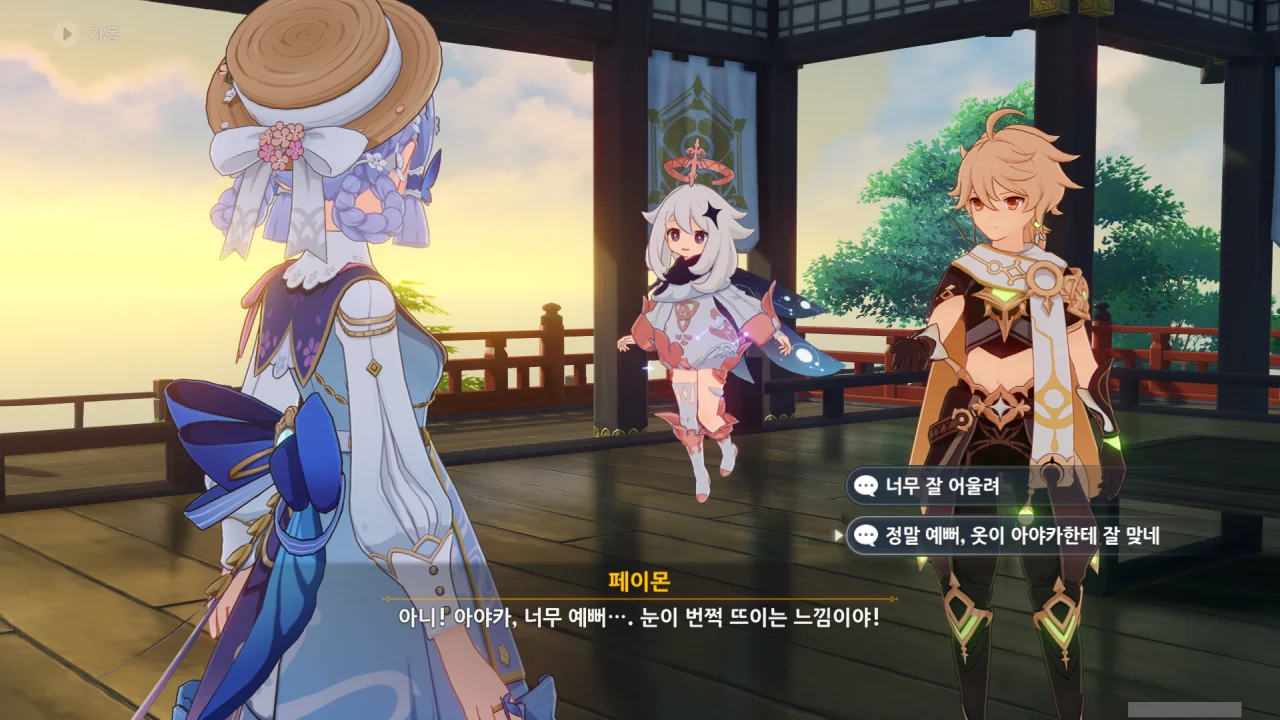 자동
너무 잘 어울려
정말 예뻐, 옷이 아야카한테 잘 맞네
페이몬
아니! 아야카, 너무 예뻐…. 눈이 번쩍 뜨이는 느낌이야!